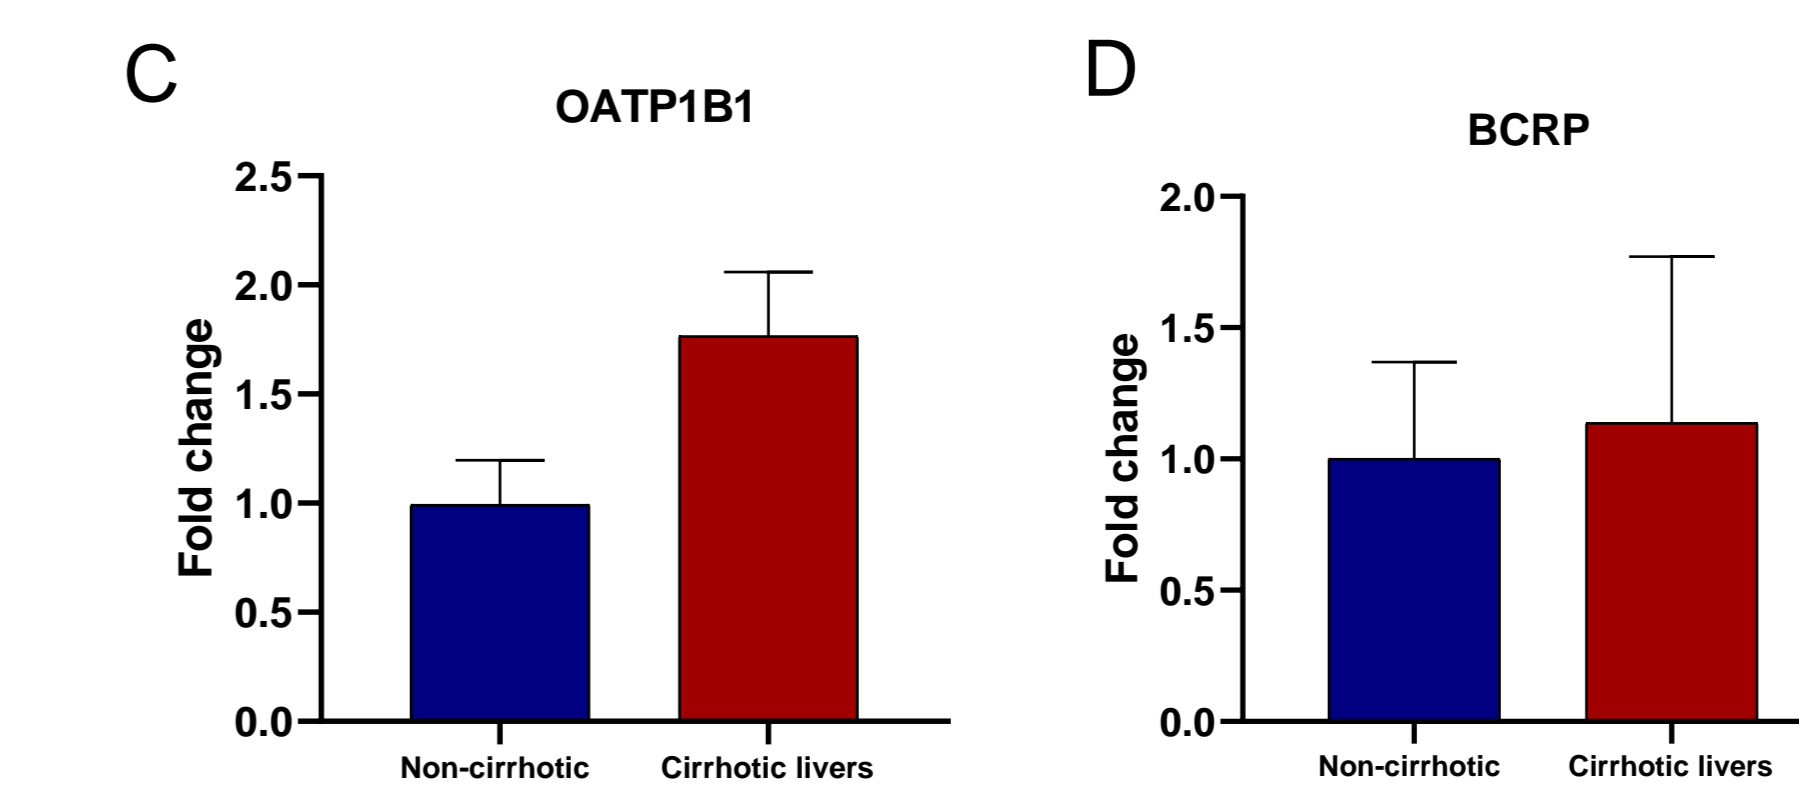 C
OATP1B1
Fold change
2.5
2.0
1.5
1.0
0.5
0.0
Non-cirrhotic
Cirrhotic livers
D
BCRP
Fold change
2.0
1.5
1.0
0.5
0.0
Non-cirrhotic
Cirrhotic livers